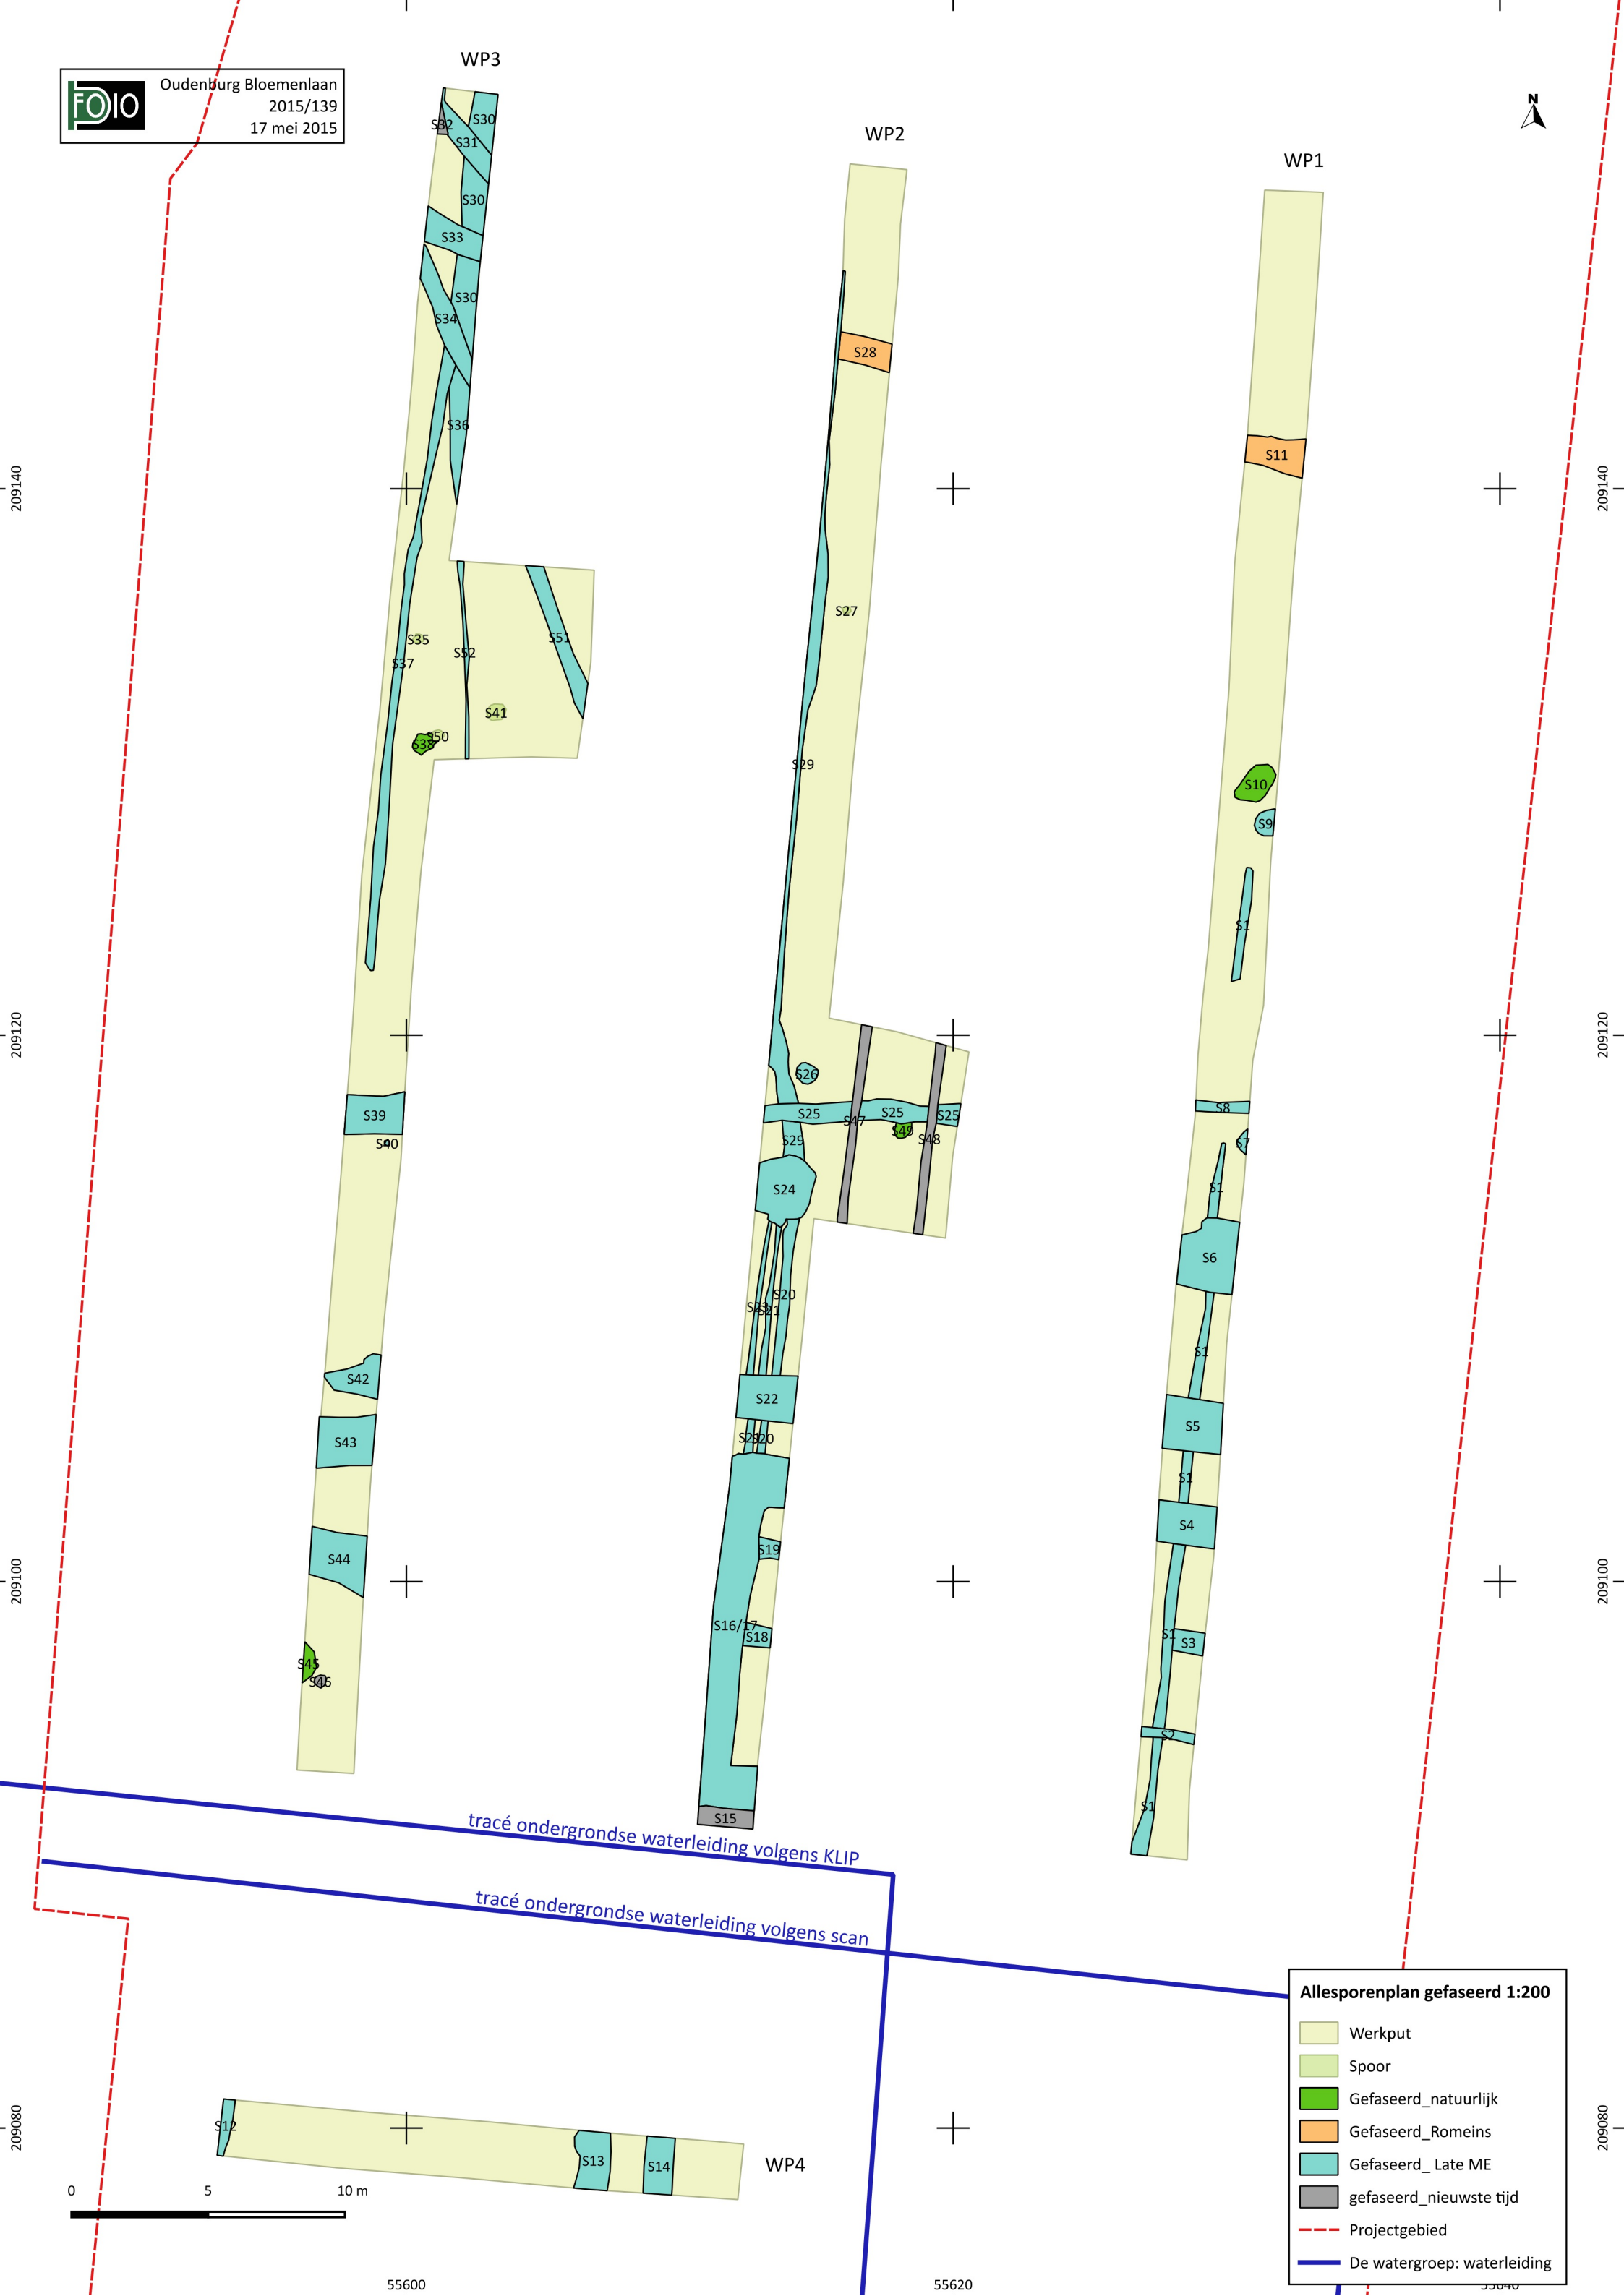 WP3
FODIO
Oudenburg Bloemenlaan
2015/139
17 mei 2015
N
WP2
WP1
S30
S32
S31
S30
S33
S30
S34
S28
S36
S11
209140
209140
S27
S35
S51
S52
S37
S41
S50
S38
S29
S10
S9
S1
209120
209120
S26
S8
S39
S25
S25
S25
S47
S49
S40
S29
S48
S7
S24
S1
S6
S20
S23
S21
S1
S42
S22
S5
S43
S21
S20
S1
S4
S44
S19
209100
209100
S16/17
S18
S1
S3
S45
S46
S2
S1
S15
tracé ondergrondse waterleiding volgens KLIP
tracé ondergrondse waterleiding volgens scan
Allesporenplan gefaseerd 1:200
Werkput
Spoor
Gefaseerd_natuurlijk
Gefaseerd_Romeins
Gefaseerd_ Late ME
gefaseerd_nieuwste tijd
Projectgebied
De watergroep: waterleiding
S12
S13
S14
WP4
209080
209080
0 5 10 m
55600
55620
55640